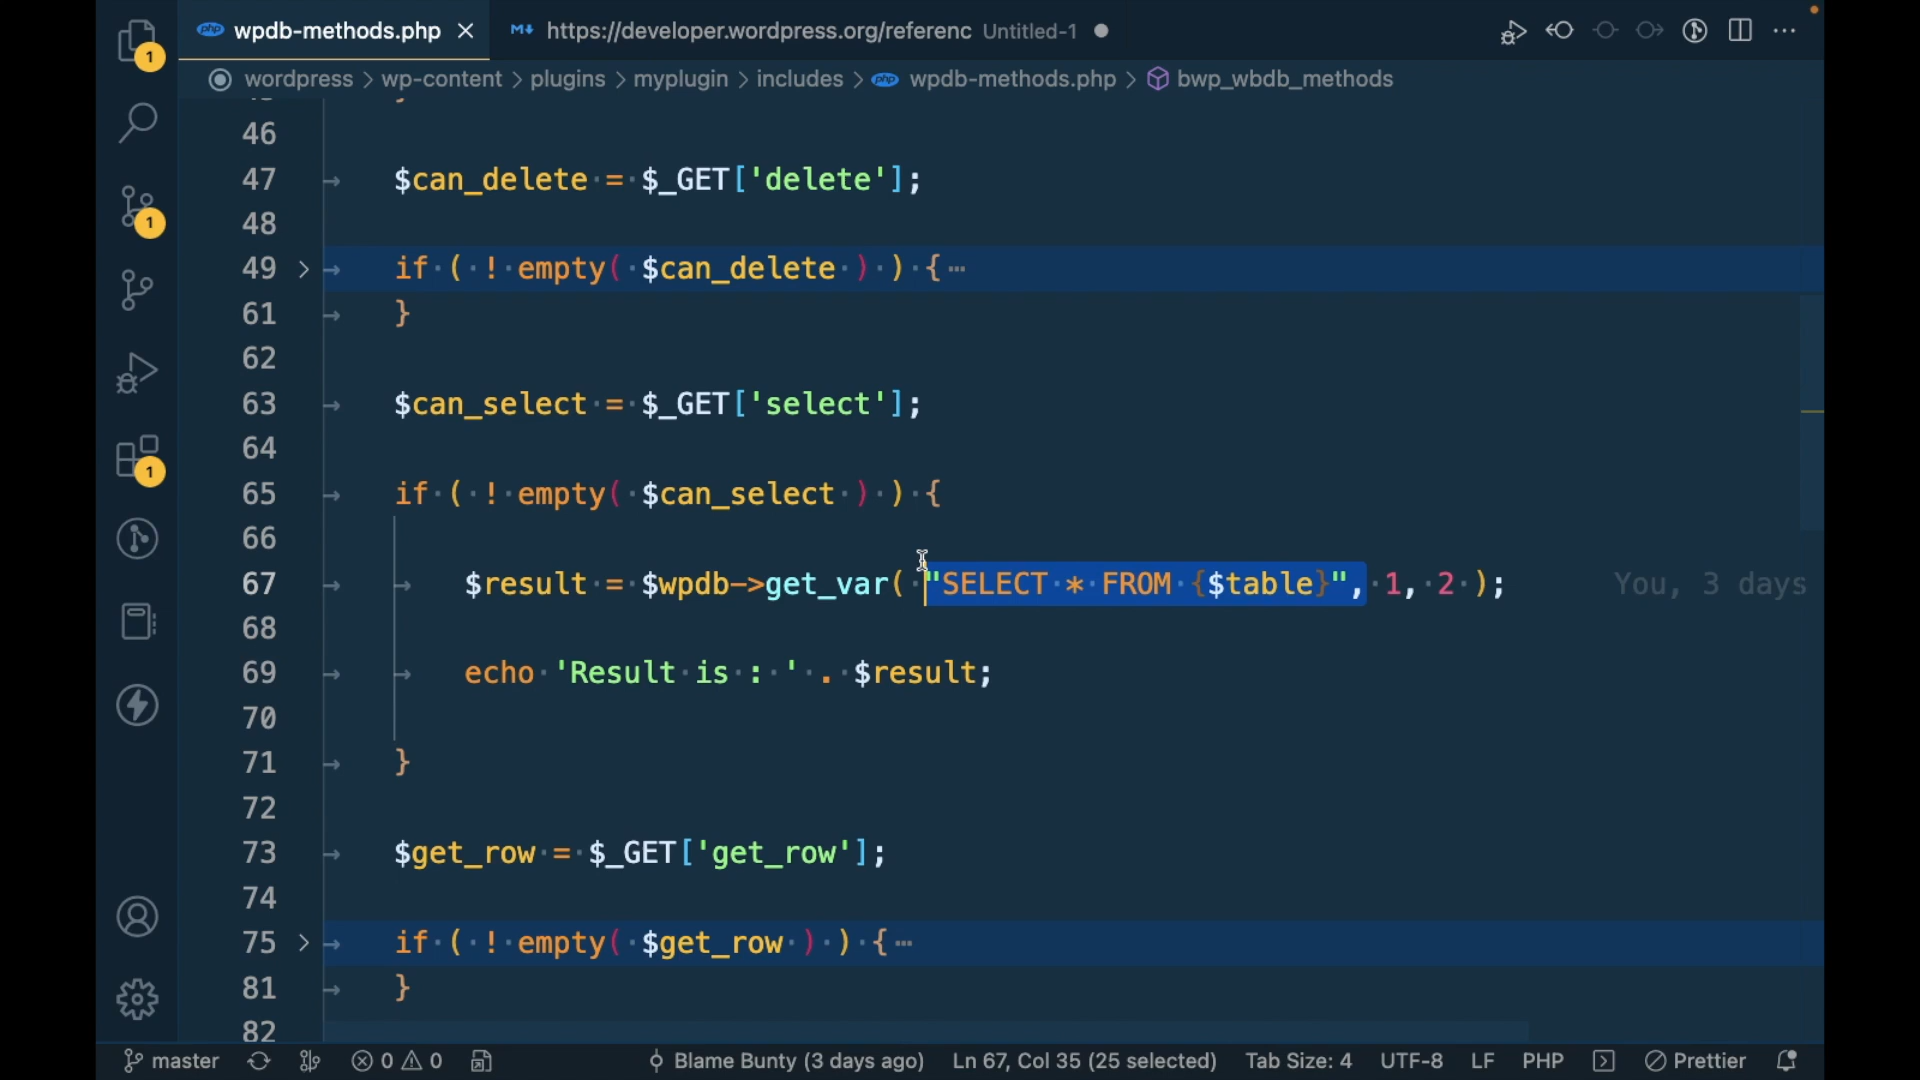 wpdb-methods.php https://developer.wordpress.org/referenc Untitled-1
wordpress > wp-content > plugins > myplugin > includes > wpdb-methods.php > bwp_wbdb_methods
46
47 $can_delete = $_GET['delete'];
48
49 if ( ! empty( $can_delete ) ) {…
61 }
62
63 $can_select = $_GET['select'];
64
65 if ( ! empty( $can_select ) ) {
66
67 $result = $wpdb->get_var( "SELECT * FROM {$table}", 1, 2 ); You, 3 days
68
69 echo 'Result is : ' . $result;
70
71 }
72
73 $get_row = $_GET['get_row'];
74
75 if ( ! empty( $get_row ) ) {…
81 }
82
1
1
1
master 0 0 Blame Bunty (3 days ago) Ln 67, Col 35 (25 selected) Tab Size: 4 UTF-8 LF PHP Prettier